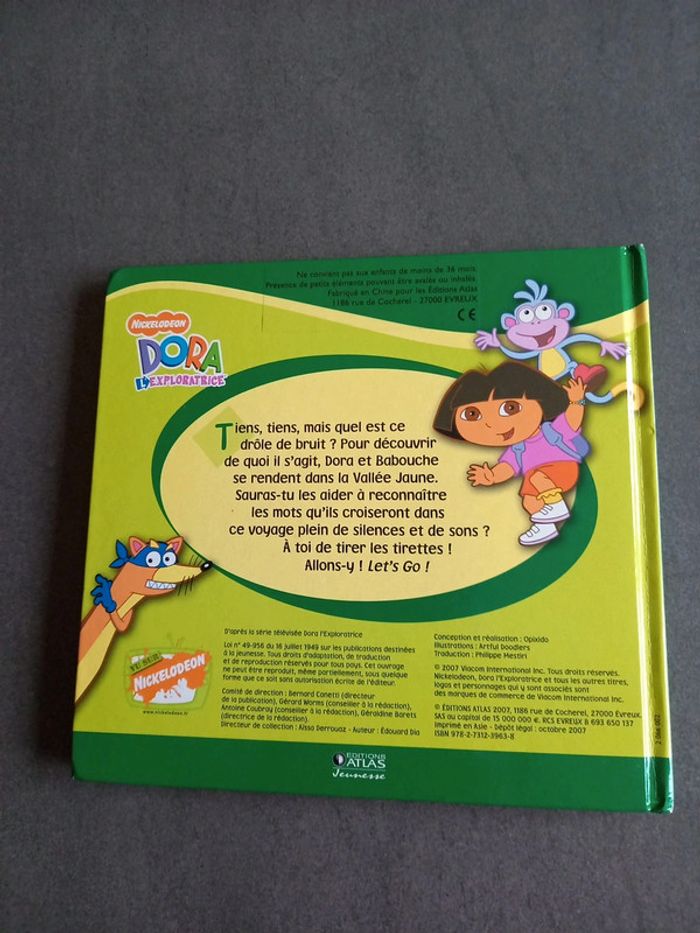 Ne convient pas aux enfants de moins de 36 mois.
Présence de petits éléments pouvant être avalés ou inhalés.
Fabriqué en Chine pour les Éditions Atlas
1186 rue de Cocherel - 27000 EVREUX
CE
NICKELODEON
DORA
L'EXPLORATRICE
Tiens, tiens, mais quel est ce
drôle de bruit ? Pour découvrir
de quoi il s'agit, Dora et Babouche
se rendent dans la Vallée Jaune.
Sauras-tu les aider à reconnaître
les mots qu'ils croiseront dans
ce voyage plein de silences et de sons ?
À toi de tirer les tirettes !
Allons-y ! Let's Go !
D'après la série télévisée Dora l'Exploratrice
Loi n° 49-956 du 16 juillet 1949 sur les publications destinées
à la jeunesse. Tous droits d'adaptation, de traduction
et de reproduction réservés pour tous pays. Cet ouvrage
ne peut être reproduit, même partiellement, sous quelque
forme que ce soit sans autorisation écrite de l'éditeur.
Comité de direction : Bernard Canetti (directeur
de la publication), Gérard Worms (conseiller à la rédaction),
Antoine Caubray (conseiller à la rédaction), Géraldine Barets
(directrice de la rédaction).
Directeur de collection : Aïssa Derrouaz - Auteur : Édouard Dia
Conception et réalisation : Opixido
Illustrations : Artful Doodlers
Traduction : Philippe Mestiri
© 2007 Viacom International Inc. Tous droits réservés.
Nickelodeon, Dora l'Exploratrice et tous les autres titres,
logos et personnages qui y sont associés sont
des marques de commerce de Viacom International Inc.
© ÉDITIONS ATLAS 2007, 1186 rue de Cocherel, 27000 Évreux.
SAS au capital de 15 000 000 €. RCS EVREUX B 693 650 137
Imprimé en Asie - Dépôt légal : octobre 2007
ISBN 978-2-7312-3963-8
VU SUR
NICKELODEON
www.nickelodeon.fr
EDITIONS
ATLAS
Jeunesse